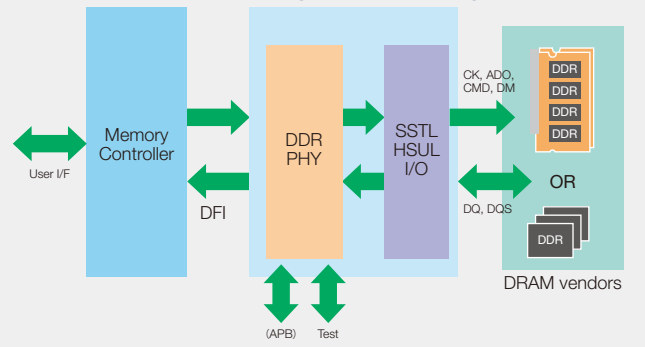 User I/F
Memory
Controller
DFI
DDR
PHY
(APB)
Test
SSTL
HSUL
I/O
CK, ADO,
CMD, DM
DQ, DQS
DDR
DDR
DDR
DDR
OR
DDR
DRAM vendors